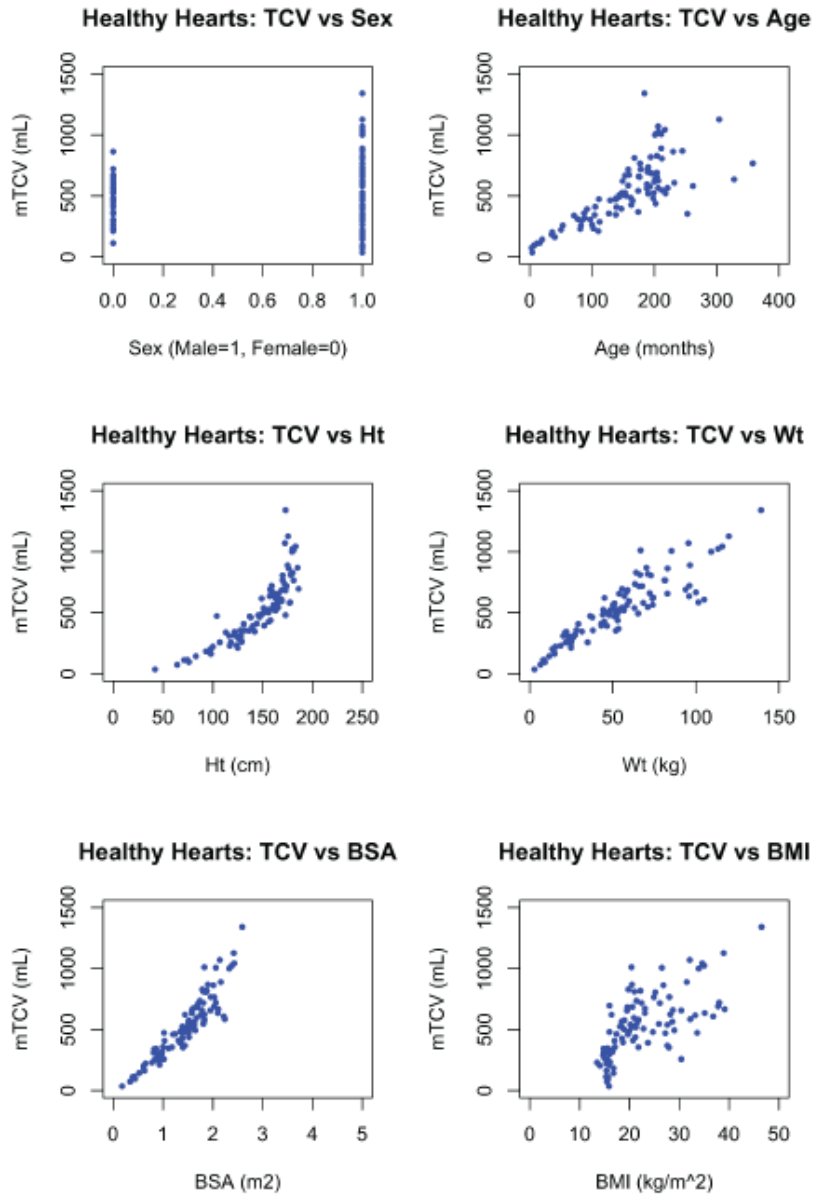 Healthy Hearts: TCV vs Sex
mTCV (mL)
0 500 1000 1500
0.0 0.2 0.4 0.6 0.8 1.0
Sex (Male=1, Female=0)
Healthy Hearts: TCV vs Age
mTCV (mL)
0 500 1000 1500
0 100 200 300 400
Age (months)
Healthy Hearts: TCV vs Ht
mTCV (mL)
0 500 1000 1500
0 50 100 150 200 250
Ht (cm)
Healthy Hearts: TCV vs Wt
mTCV (mL)
0 500 1000 1500
0 50 100 150
Wt (kg)
Healthy Hearts: TCV vs BSA
mTCV (mL)
0 500 1000 1500
0 1 2 3 4 5
BSA (m2)
Healthy Hearts: TCV vs BMI
mTCV (mL)
0 500 1000 1500
0 10 20 30 40 50
BMI (kg/m^2)